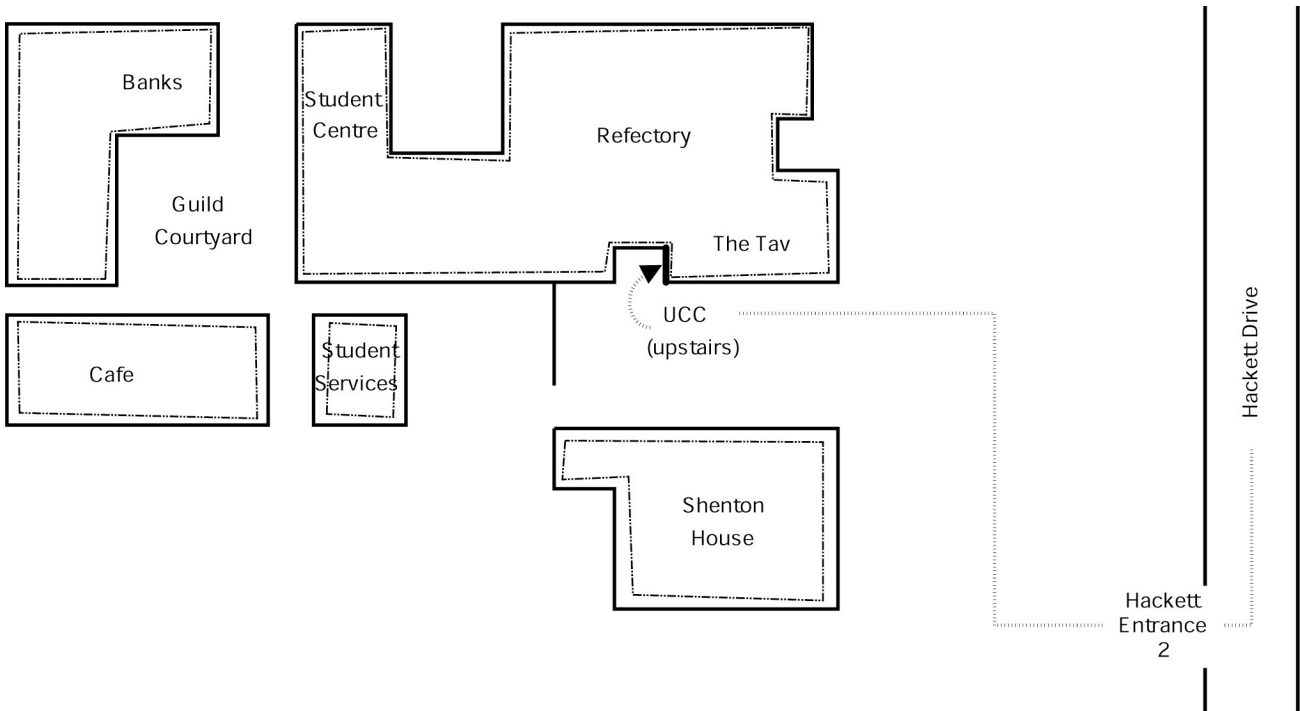 Banks
Student
Centre
Refectory
Guild
Courtyard
The Tav
UCC
(upstairs)
Hackett Drive
Cafe
Student
Services
Shenton
House
Hackett
Entrance
2